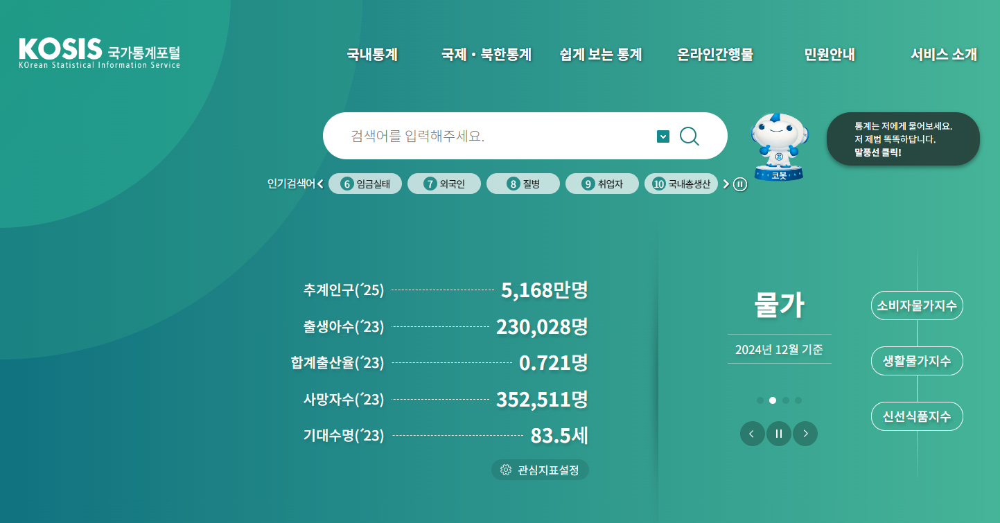 KOSIS 국가통계포털
KOrean Statistical Information Service
국내통계
국제・북한통계
쉽게 보는 통계
온라인간행물
민원안내
서비스 소개
검색어를 입력해주세요.
코봇
통계는 저에게 물어보세요.
저 제법 똑똑하답니다.
말풍선 클릭!
인기검색어
6 임금실태
7 외국인
8 질병
9 취업자
10 국내총생산
추계인구(´25) 5,168만명
출생아수(´23) 230,028명
합계출산율(´23) 0.721명
사망자수(´23) 352,511명
기대수명(´23) 83.5세
관심지표설정
물가
2024년 12월 기준
소비자물가지수
생활물가지수
신선식품지수